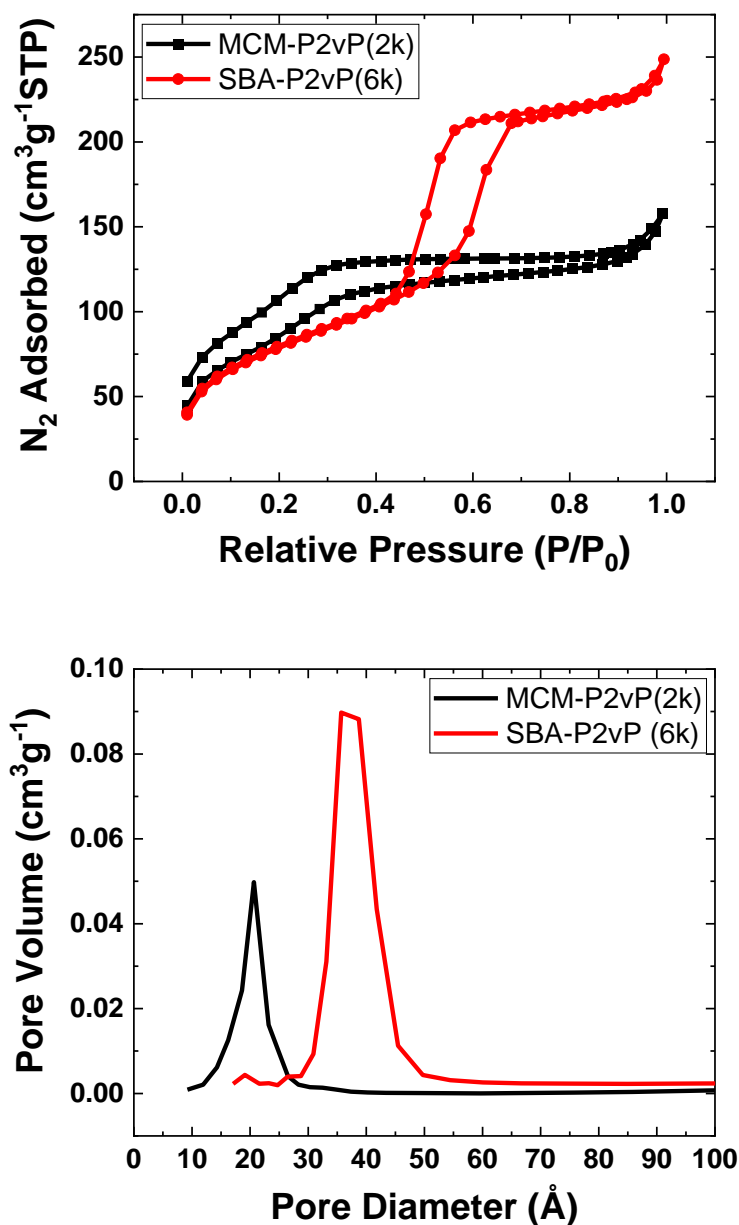 MCM-P2vP(2k)
SBA-P2vP(6k)
N₂ Adsorbed (cm³g⁻¹STP)
250
200
150
100
50
0
0.0 0.2 0.4 0.6 0.8 1.0
Relative Pressure (P/P₀)
MCM-P2vP(2k)
SBA-P2vP (6k)
Pore Volume (cm³g⁻¹)
0.10
0.08
0.06
0.04
0.02
0.00
0 10 20 30 40 50 60 70 80 90 100
Pore Diameter (Å)